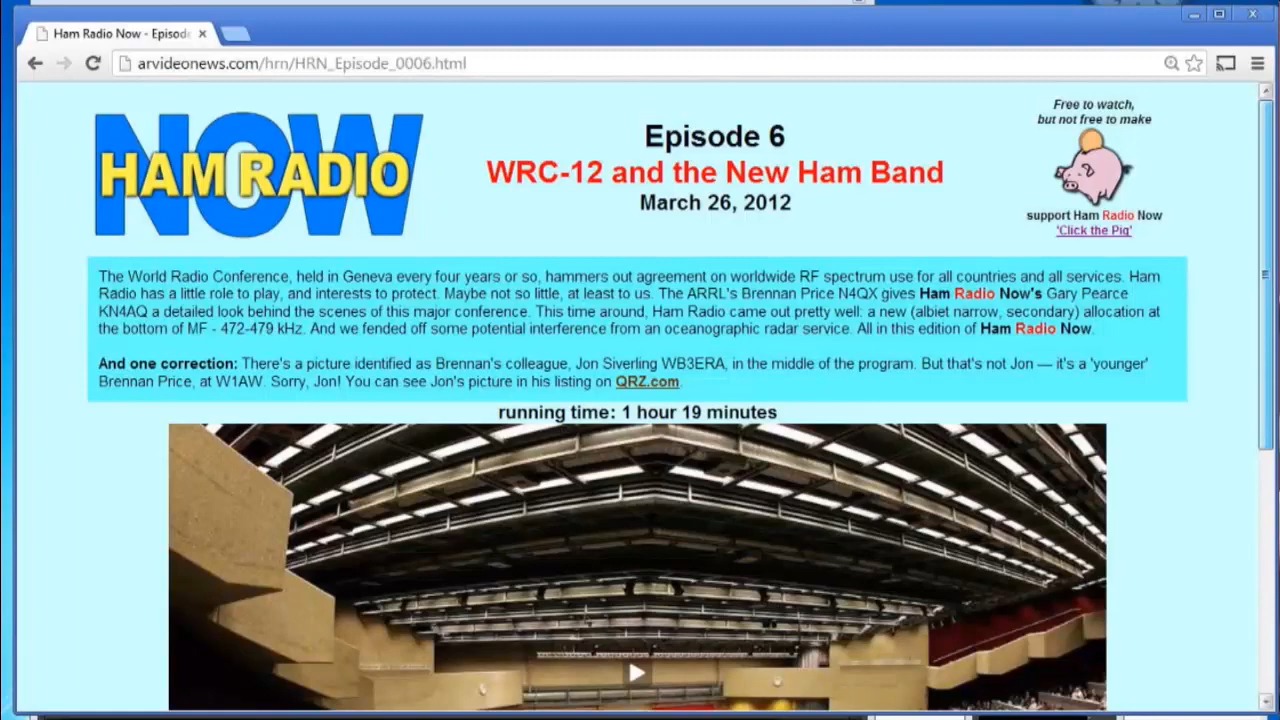 Ham Radio Now - Episode
arvideonews.com/hrn/HRN_Episode_0006.html
NOW
HAM RADIO
Episode 6
WRC-12 and the New Ham Band
March 26, 2012
Free to watch,
but not free to make
support Ham Radio Now
'Click the Pig'
The World Radio Conference, held in Geneva every four years or so, hammers out agreement on worldwide RF spectrum use for all countries and all services. Ham
Radio has a little role to play, and interests to protect. Maybe not so little, at least to us. The ARRL's Brennan Price N4QX gives Ham Radio Now's Gary Pearce
KN4AQ a detailed look behind the scenes of this major conference. This time around, Ham Radio came out pretty well: a new (albiet narrow, secondary) allocation at
the bottom of MF - 472-479 kHz. And we fended off some potential interference from an oceanographic radar service. All in this edition of Ham Radio Now.
And one correction: There's a picture identified as Brennan's colleague, Jon Siverling WB3ERA, in the middle of the program. But that's not Jon — it's a 'younger'
Brennan Price, at W1AW. Sorry, Jon! You can see Jon's picture in his listing on QRZ.com.
running time: 1 hour 19 minutes